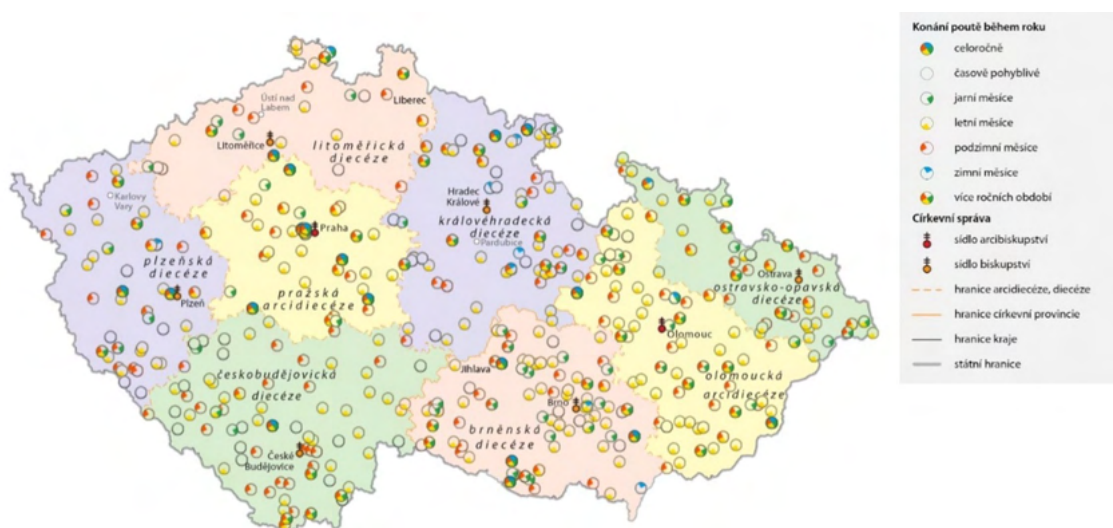 Konání poutě během roku
celoročně
časově pohyblivé
jarní měsíce
letní měsíce
podzimní měsíce
zimní měsíce
více ročních období
Církevní správa
sídlo arcibiskupství
sídlo biskupství
hranice arcidiecéze, diecéze
hranice církevní provincie
hranice kraje
státní hranice
Ústí nad
Labem
Liberec
Litoměřice
litoměřická
diecéze
Karlovy
Vary
Hradec
Králové
královéhradecká
diecéze
Pardubice
Praha
plzeňská
diecéze
Plzeň
pražská
arcidiecéze
Ostrava
ostravsko-opavská
diecéze
Olomouc
olomoucká
arcidiecéze
Jihlava
českobudějovická
diecéze
Brno
brněnská
diecéze
České
Budějovice